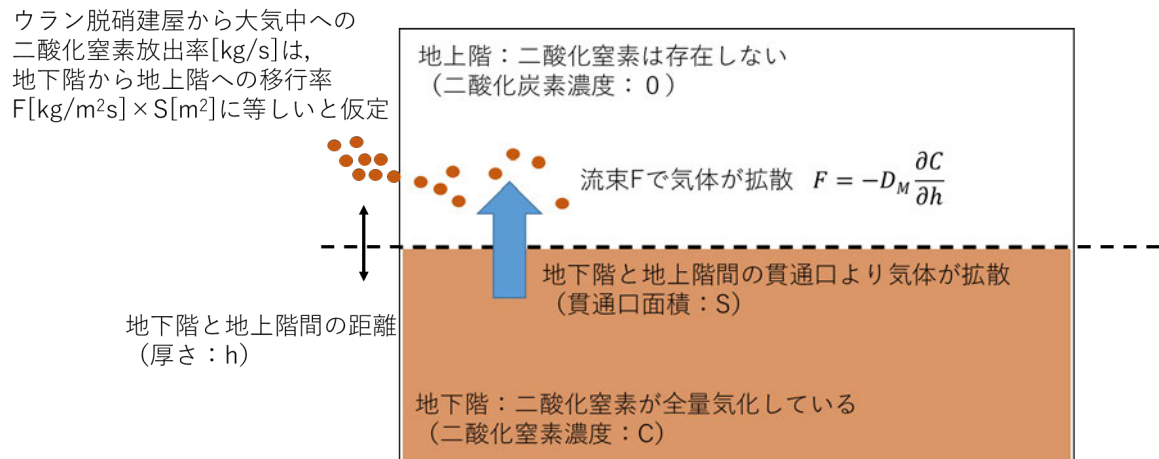 ウラン脱硝建屋から大気中への
二酸化窒素放出率[kg/s]は,
地下階から地上階への移行率
F[kg/m²s]×S[m²]に等しいと仮定
地上階：二酸化窒素は存在しない
（二酸化炭素濃度：０）
流束Fで気体が拡散 F = −D_M ∂C/∂h
地下階と地上階間の貫通口より気体が拡散
（貫通口面積：S）
地下階と地上階間の距離
（厚さ：h）
地下階：二酸化窒素が全量気化している
（二酸化窒素濃度：C）